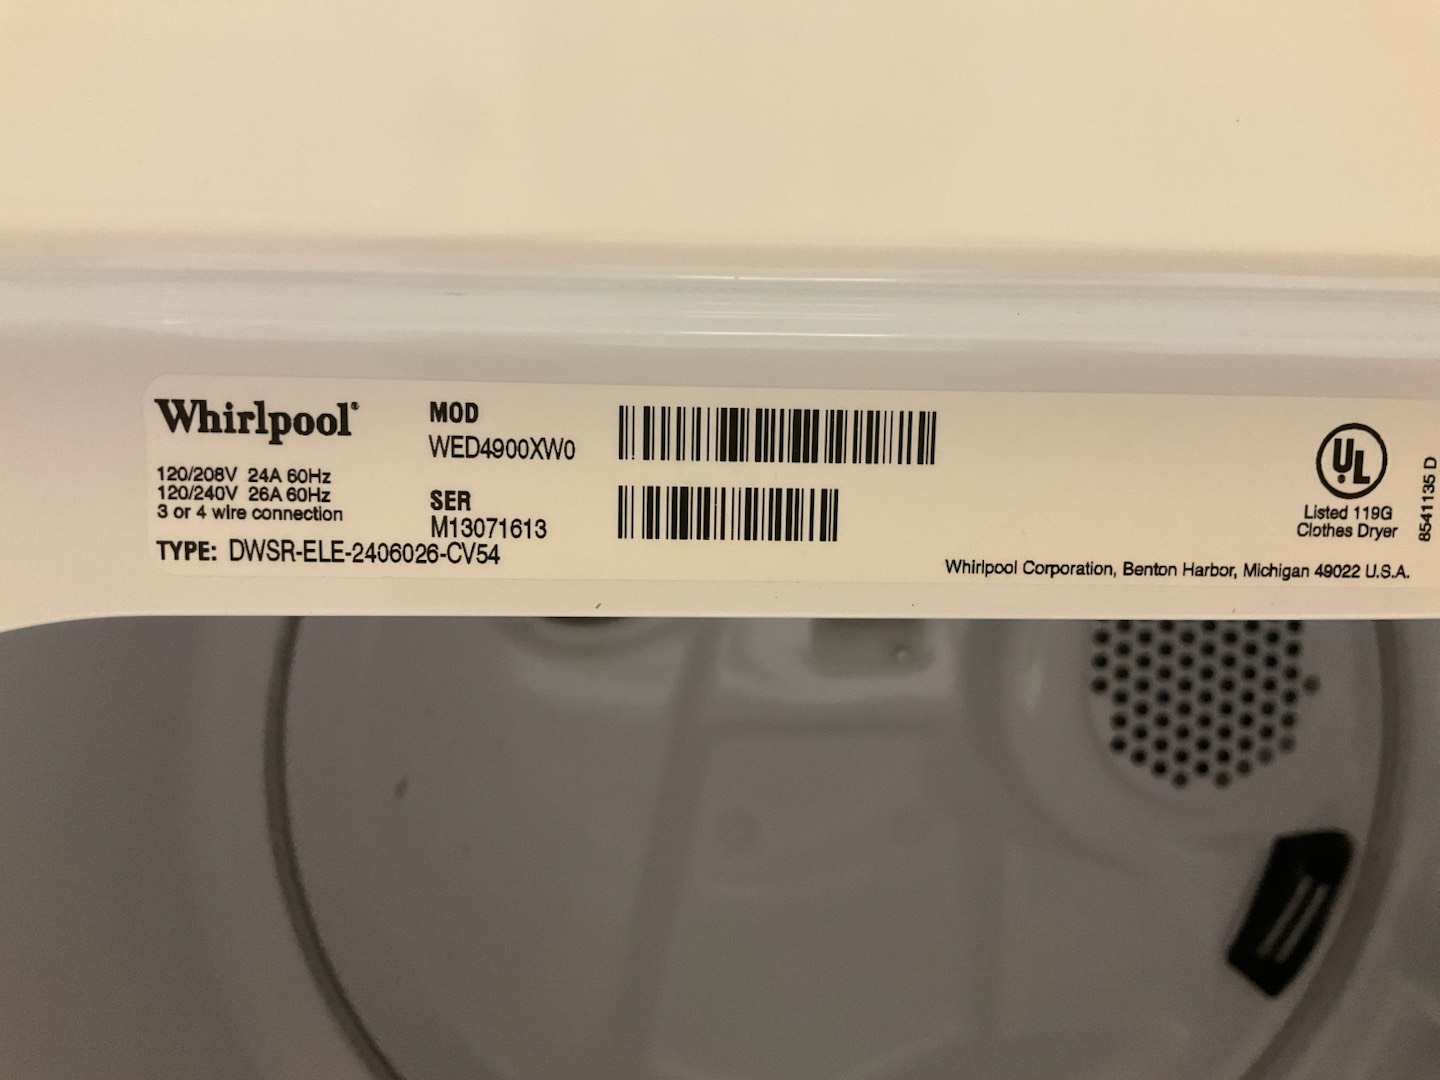 Whirlpool®
120/208V 24A 60Hz
120/240V 26A 60Hz
3 or 4 wire connection
TYPE: DWSR-ELE-2406026-CV54
MOD
WED4900XW0
SER
M13071613
UL
Listed 119G
Clothes Dryer
Whirlpool Corporation, Benton Harbor, Michigan 49022 U.S.A.
8541135 D